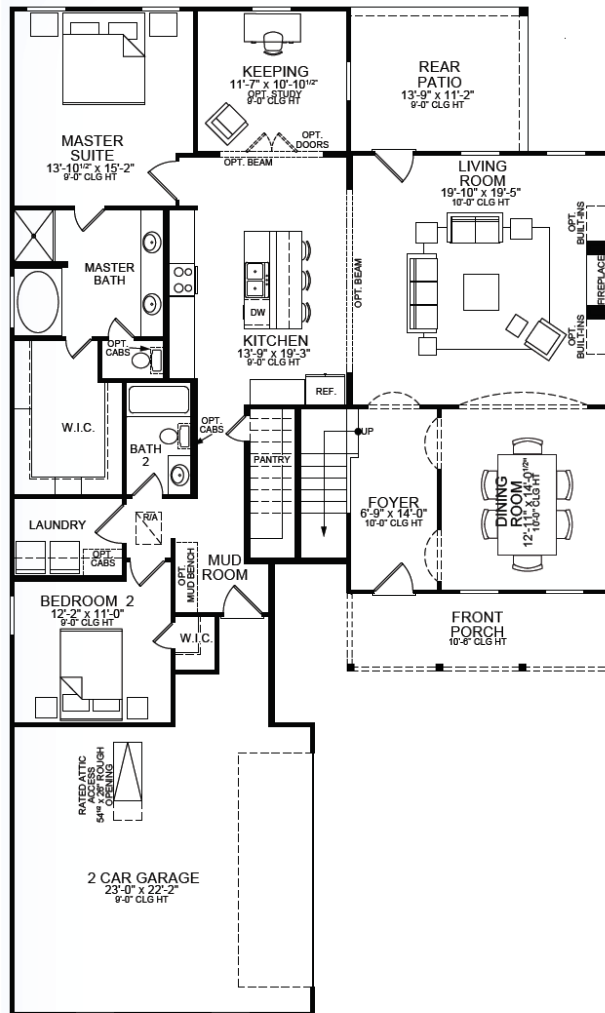 KEEPING
11'-7" x 10'-10 1/2"
OPT. STUDY
9'-0" CLG HT
OPT.
DOORS
OPT. BEAM
REAR
PATIO
13'-9" x 11'-2"
9'-0" CLG HT
MASTER
SUITE
13'-10 1/2" x 15'-2"
9'-0" CLG HT
LIVING
ROOM
19'-10" x 19'-5"
10'-0" CLG HT
OPT.
BUILT-INS
FIREPLACE
OPT.
BUILT-INS
OPT. BEAM
MASTER
BATH
OPT.
CABS
DW
KITCHEN
13'-9" x 19'-3"
9'-0" CLG HT
REF.
W.I.C.
BATH
2
OPT.
CABS
PANTRY
UP
FOYER
6'-9" x 14'-0"
10'-0" CLG HT
DINING
ROOM
12'-11" x 14'-0 1/2"
10'-0" CLG HT
LAUNDRY
OPT.
CABS
R/A
OPT.
MUD BENCH
MUD
ROOM
BEDROOM 2
12'-2" x 11'-0"
9'-0" CLG HT
W.I.C.
FRONT
PORCH
10'-6" CLG HT
RATED ATTIC
ACCESS
OPENING
2 CAR GARAGE
23'-0" x 22'-2"
9'-0" CLG HT